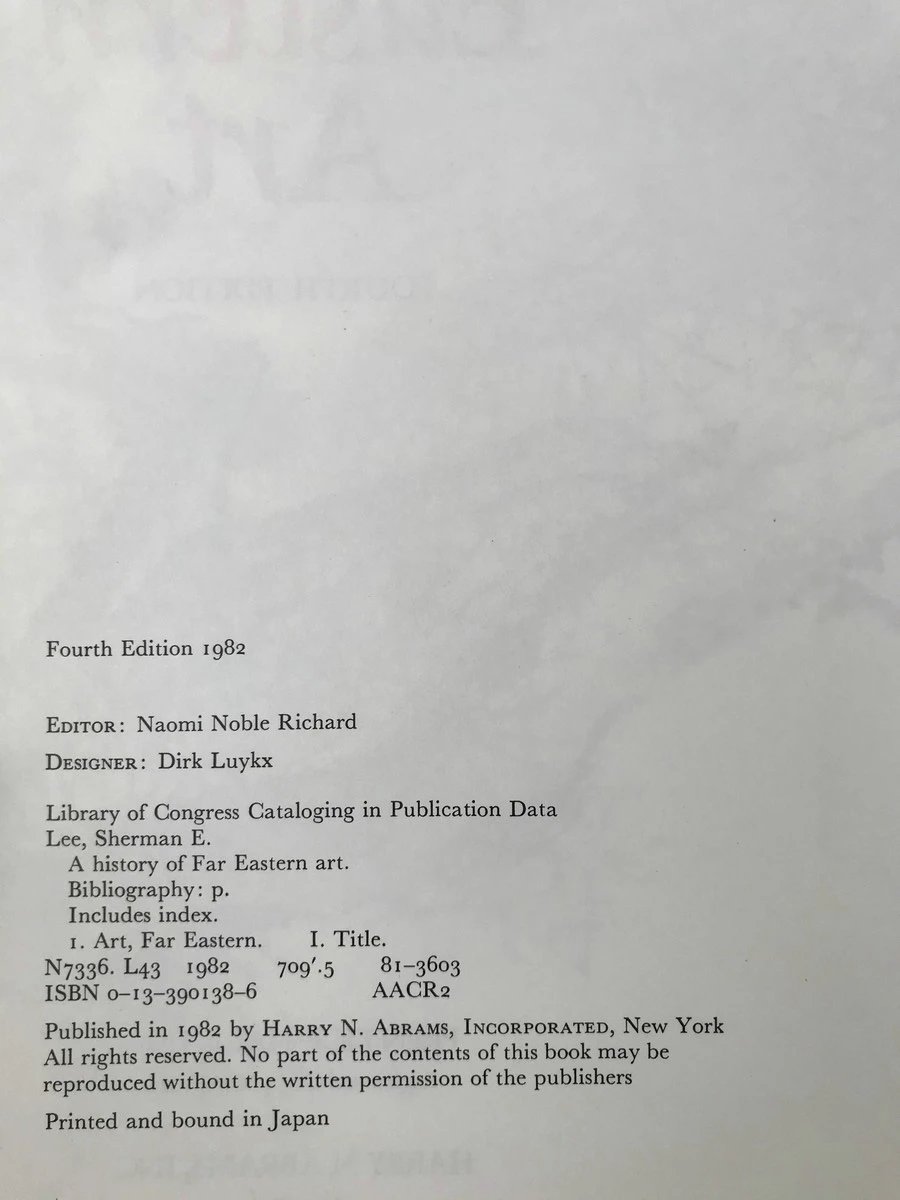 Fourth Edition 1982
EDITOR: Naomi Noble Richard
DESIGNER: Dirk Luykx
Library of Congress Cataloging in Publication Data
Lee, Sherman E.
A history of Far Eastern art.
Bibliography: p.
Includes index.
1. Art, Far Eastern. I. Title.
N7336. L43 1982 709′.5 81–3603
ISBN 0–13–390138–6 AACR2
Published in 1982 by HARRY N. ABRAMS, INCORPORATED, New York
All rights reserved. No part of the contents of this book may be
reproduced without the written permission of the publishers
Printed and bound in Japan